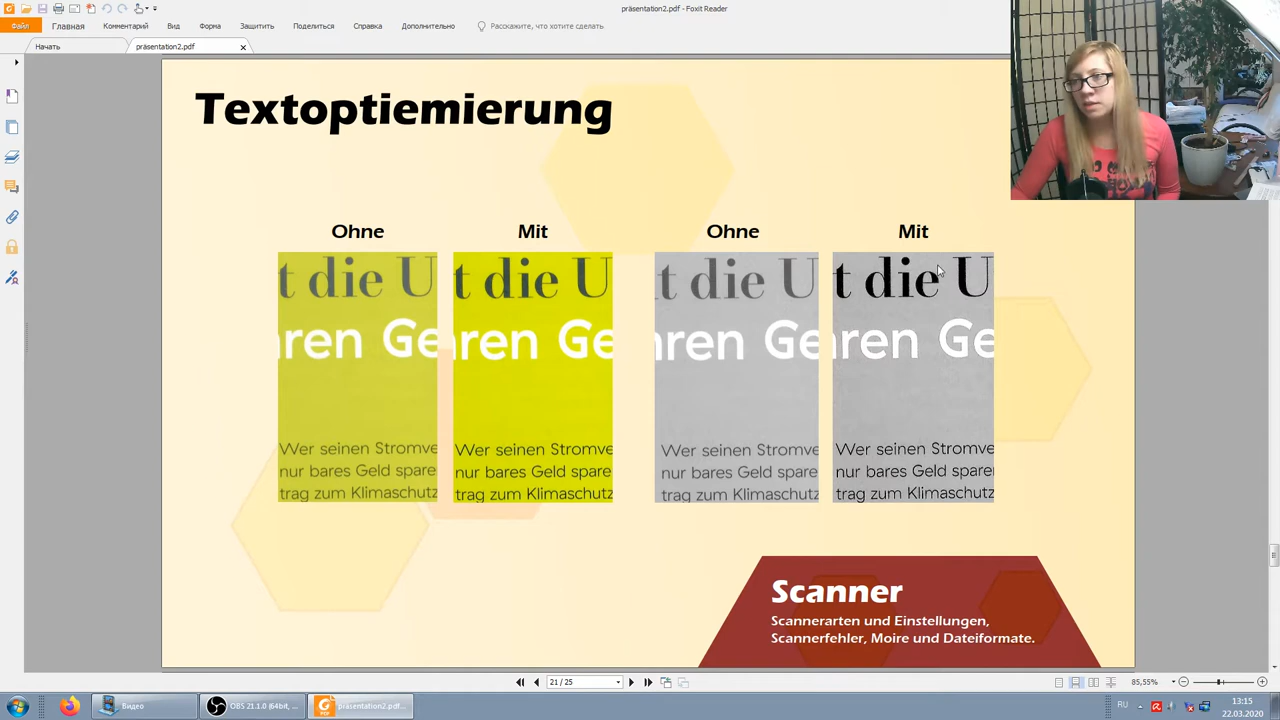 präsentation2.pdf - Foxit Reader
Файл Главная Комментарий Вид Форма Защитить Поделиться Справка Дополнительно Расскажите, что хотите сделать
Начать präsentation2.pdf
Textoptiemierung
Ohne Mit Ohne Mit
t die U t die U t die U t die U
ren Ge ren Ge ren Ge ren Ge
Wer seinen Stromve Wer seinen Stromve Wer seinen Stromve Wer seinen Stromve
nur bares Geld spare nur bares Geld spare nur bares Geld spare nur bares Geld spare
trag zum Klimaschutz trag zum Klimaschutz trag zum Klimaschutz trag zum Klimaschutz
Scanner
Scannerarten und Einstellungen,
Scannerfehler, Moire und Dateiformate.
21 / 25 85,55%
Видео OBS 21.1.0 (64bit, ... präsentation2.pdf... RU 13:15
22.03.2020